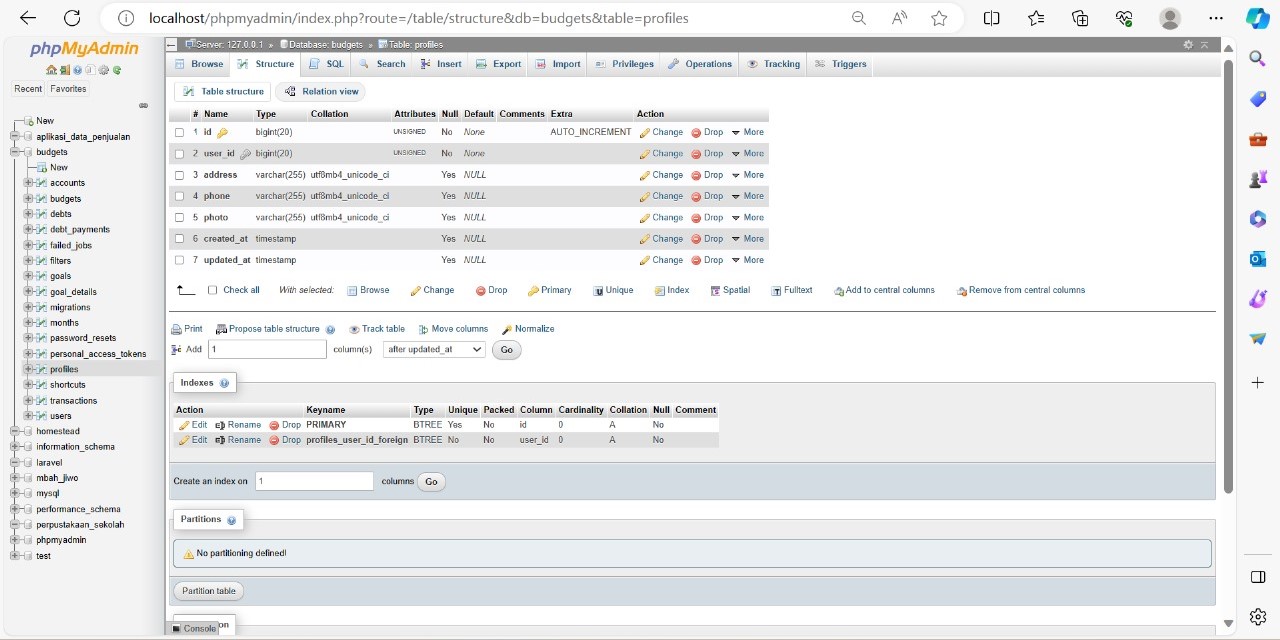 localhost/phpmyadmin/index.php?route=/table/structure&db=budgets&table=profiles
phpMyAdmin
Recent Favorites
New
aplikasi_data_penjualan
budgets
New
accounts
budgets
debts
debt_payments
failed_jobs
filters
goals
goal_details
migrations
months
password_resets
personal_access_tokens
profiles
shortcuts
transactions
users
homestead
information_schema
laravel
mbah_jiwo
mysql
performance_schema
perpustakaan_sekolah
phpmyadmin
test
Server: 127.0.0.1 » Database: budgets » Table: profiles
Browse Structure SQL Search Insert Export Import Privileges Operations Tracking Triggers
Table structure Relation view
# Name Type Collation Attributes Null Default Comments Extra Action
1 id bigint(20) UNSIGNED No None AUTO_INCREMENT Change Drop More
2 user_id bigint(20) UNSIGNED No None Change Drop More
3 address varchar(255) utf8mb4_unicode_ci Yes NULL Change Drop More
4 phone varchar(255) utf8mb4_unicode_ci Yes NULL Change Drop More
5 photo varchar(255) utf8mb4_unicode_ci Yes NULL Change Drop More
6 created_at timestamp Yes NULL Change Drop More
7 updated_at timestamp Yes NULL Change Drop More
Check all With selected: Browse Change Drop Primary Unique Index Spatial Fulltext Add to central columns Remove from central columns
Print Propose table structure Track table Move columns Normalize
Add 1 column(s) after updated_at Go
Indexes
Action Keyname Type Unique Packed Column Cardinality Collation Null Comment
Edit Rename Drop PRIMARY BTREE Yes No id 0 A No
Edit Rename Drop profiles_user_id_foreign BTREE No No user_id 0 A No
Create an index on 1 columns Go
Partitions
No partitioning defined!
Partition table
Console on